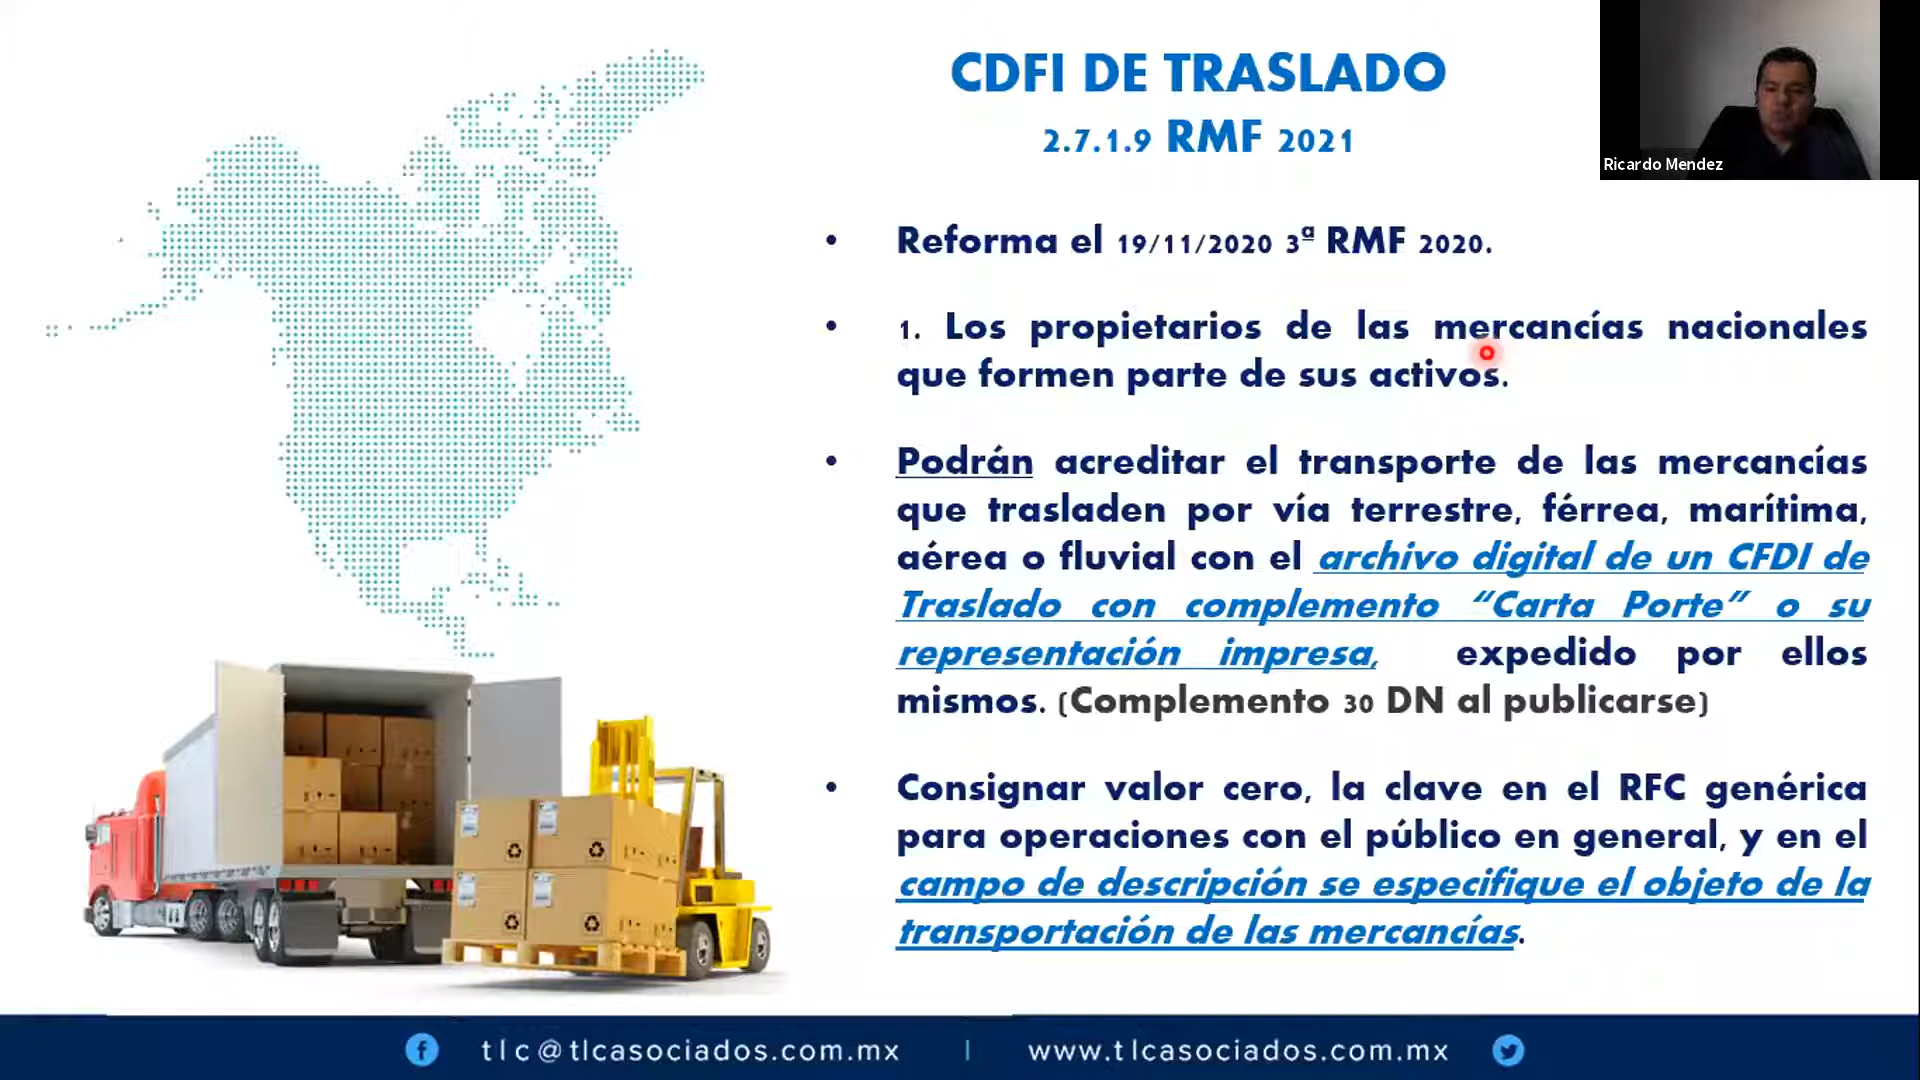 CDFI DE TRASLADO
2.7.1.9 RMF 2021
Ricardo Mendez
• Reforma el 19/11/2020 3ª RMF 2020.
• 1. Los propietarios de las mercancías nacionales
que formen parte de sus activos.
• Podrán acreditar el transporte de las mercancías
que trasladen por vía terrestre, férrea, marítima,
aérea o fluvial con el archivo digital de un CFDI de
Traslado con complemento “Carta Porte” o su
representación impresa, expedido por ellos
mismos. (Complemento 30 DN al publicarse)
• Consignar valor cero, la clave en el RFC genérica
para operaciones con el público en general, y en el
campo de descripción se especifique el objeto de la
transportación de las mercancías.
tlc@tlcasociados.com.mx | www.tlcasociados.com.mx